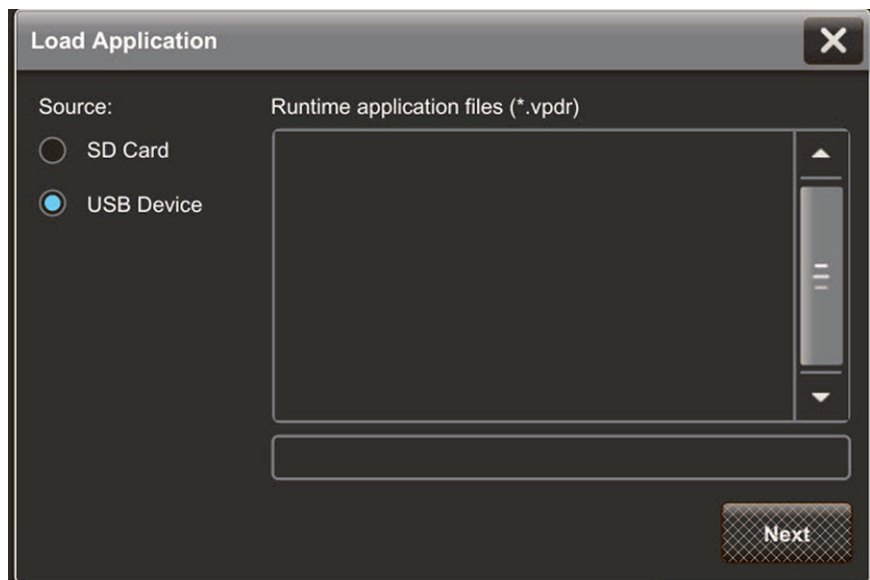 Load Application
Source:
Runtime application files (*.vpdr)
SD Card
USB Device
Next